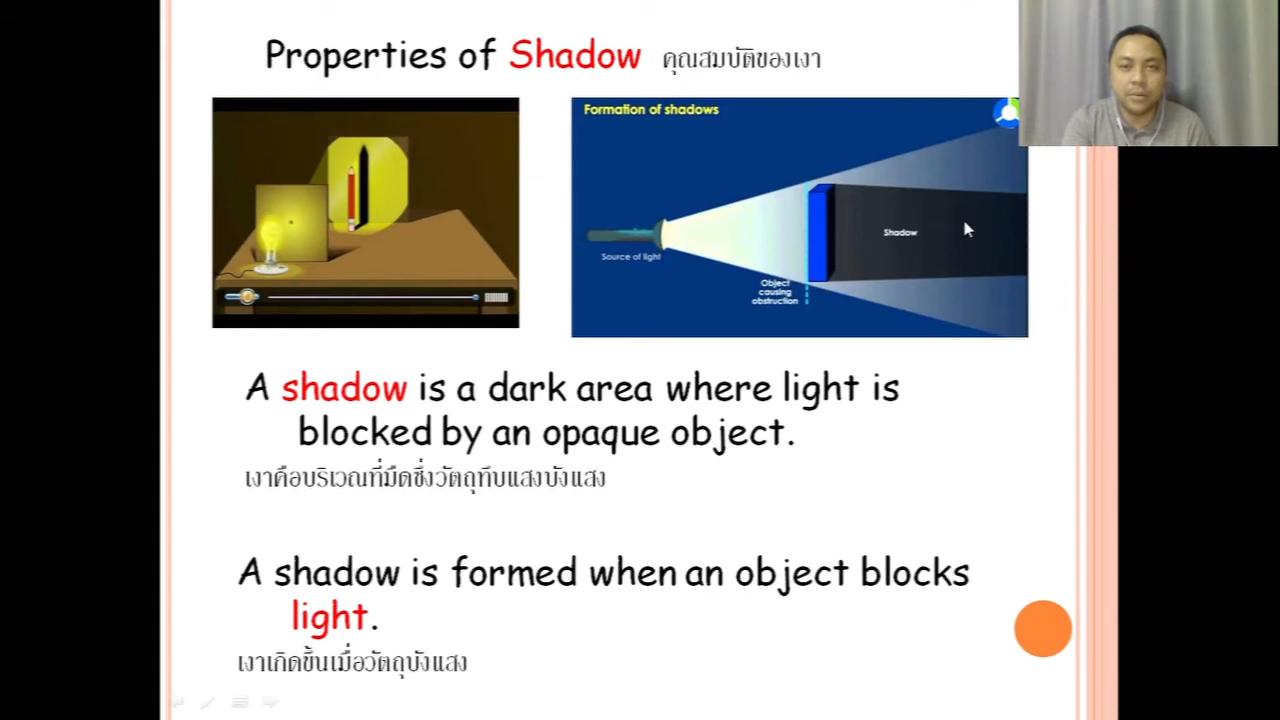 Properties of Shadow คุณสมบัติของเงา
Formation of shadows
Shadow
Source of light
Object
causing
obstruction
A shadow is a dark area where light is
blocked by an opaque object.
เงาคือบริเวณที่มืดซึ่งวัตถุทึบแสงบังแสง
A shadow is formed when an object blocks
light.
เงาเกิดขึ้นเมื่อวัตถุบังแสง